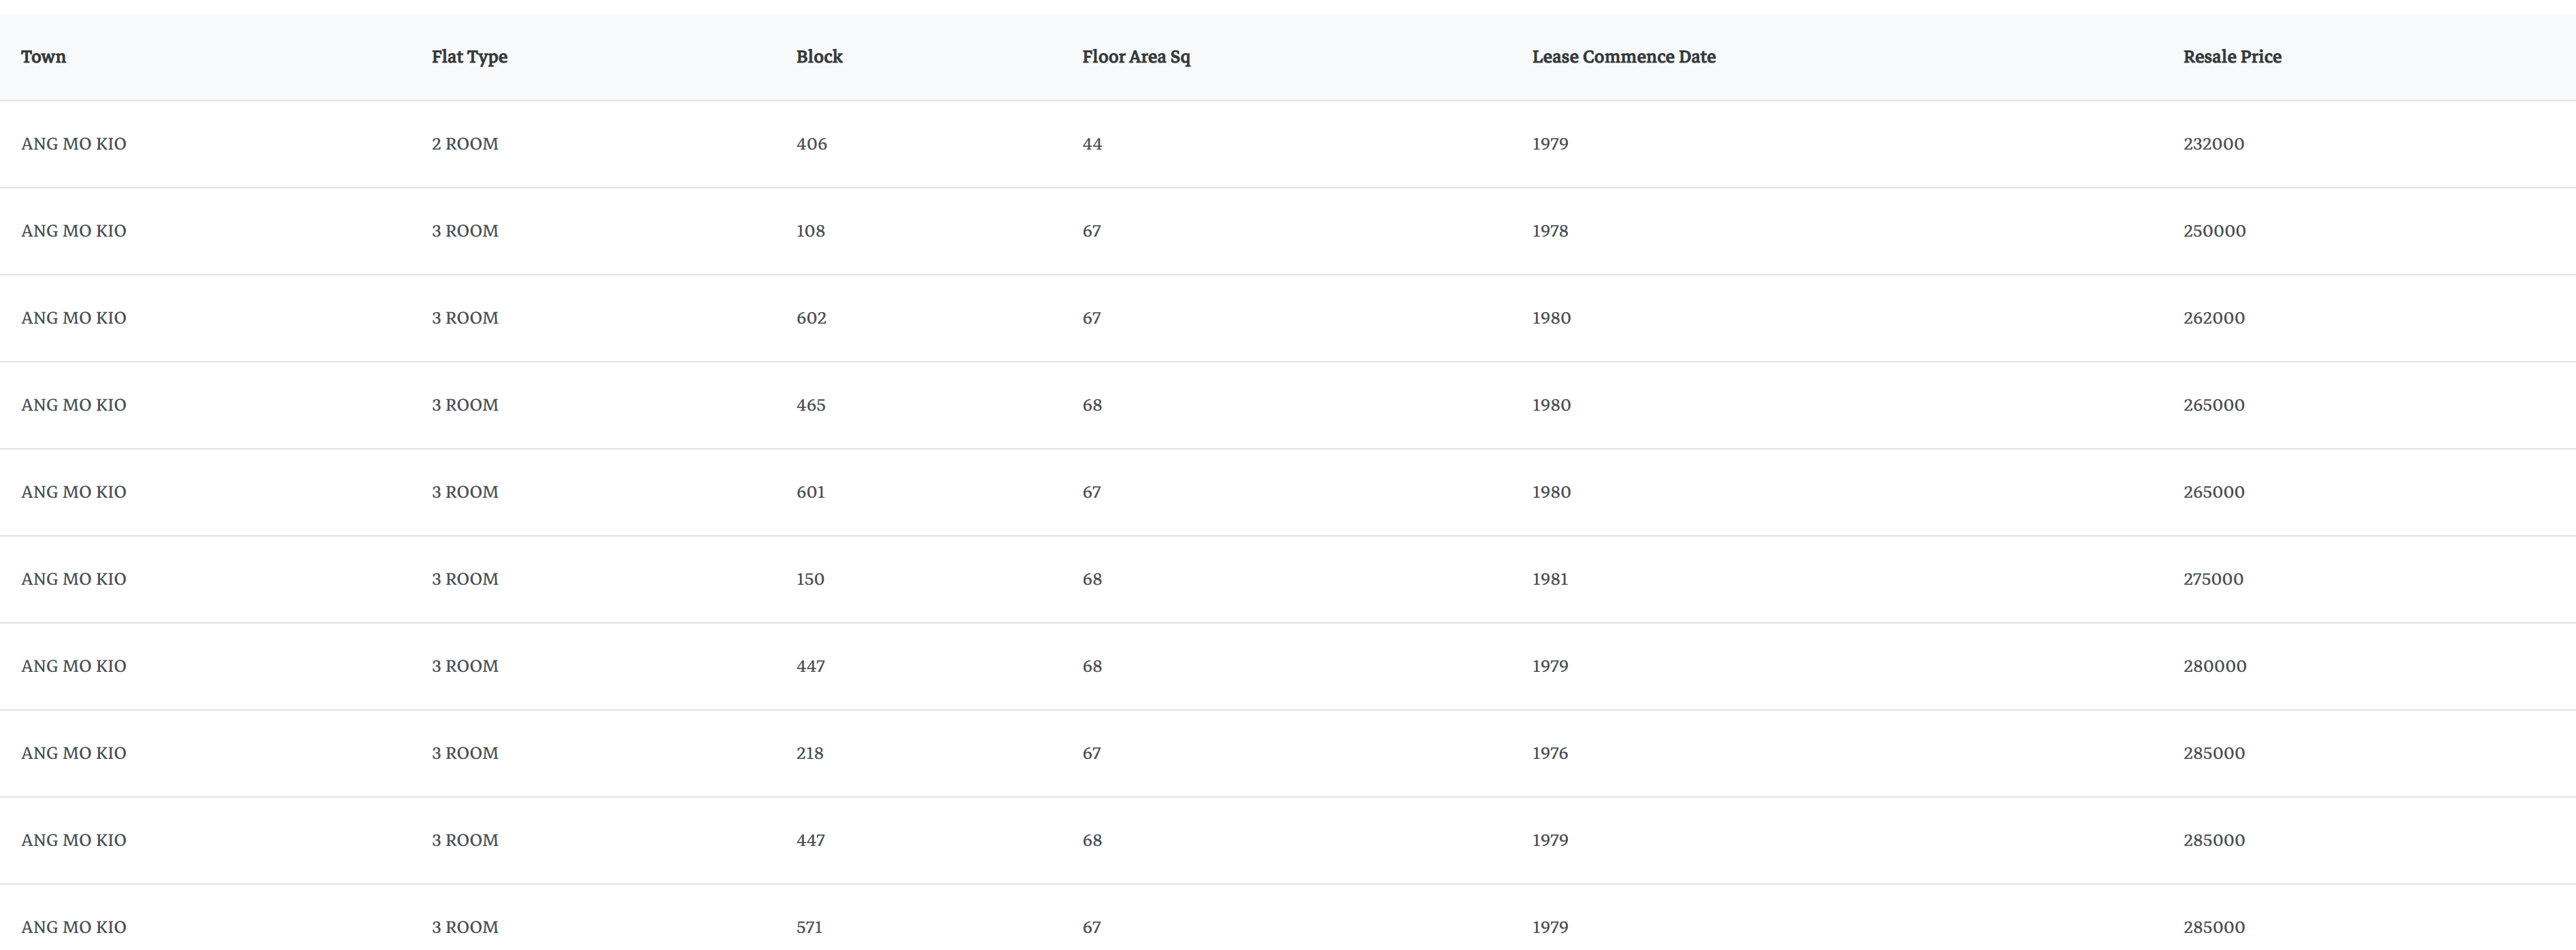 Town Flat Type Block Floor Area Sq Lease Commence Date Resale Price
ANG MO KIO 2 ROOM 406 44 1979 232000
ANG MO KIO 3 ROOM 108 67 1978 250000
ANG MO KIO 3 ROOM 602 67 1980 262000
ANG MO KIO 3 ROOM 465 68 1980 265000
ANG MO KIO 3 ROOM 601 67 1980 265000
ANG MO KIO 3 ROOM 150 68 1981 275000
ANG MO KIO 3 ROOM 447 68 1979 280000
ANG MO KIO 3 ROOM 218 67 1976 285000
ANG MO KIO 3 ROOM 447 68 1979 285000
ANG MO KIO 3 ROOM 571 67 1979 285000